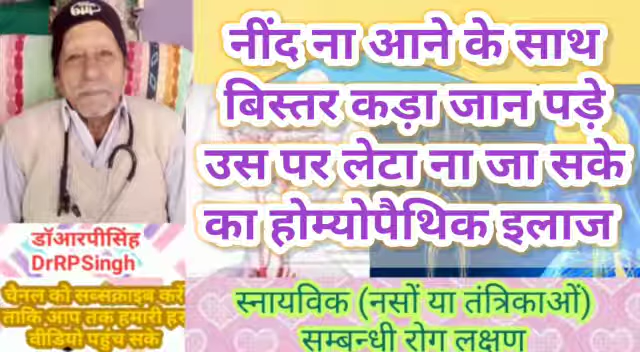 नींद ना आने के साथ
बिस्तर कड़ा जान पड़े
उस पर लेटा ना जा सके
का होम्योपैथिक इलाज
डॉआरपीसिंह
DrRPSingh
चैनल को सब्सक्राइब करें
ताकि आप तक हमारी हर
वीडियो पहुंच सके
स्नायविक (नसों या तंत्रिकाओं)
सम्बन्धी रोग लक्षण